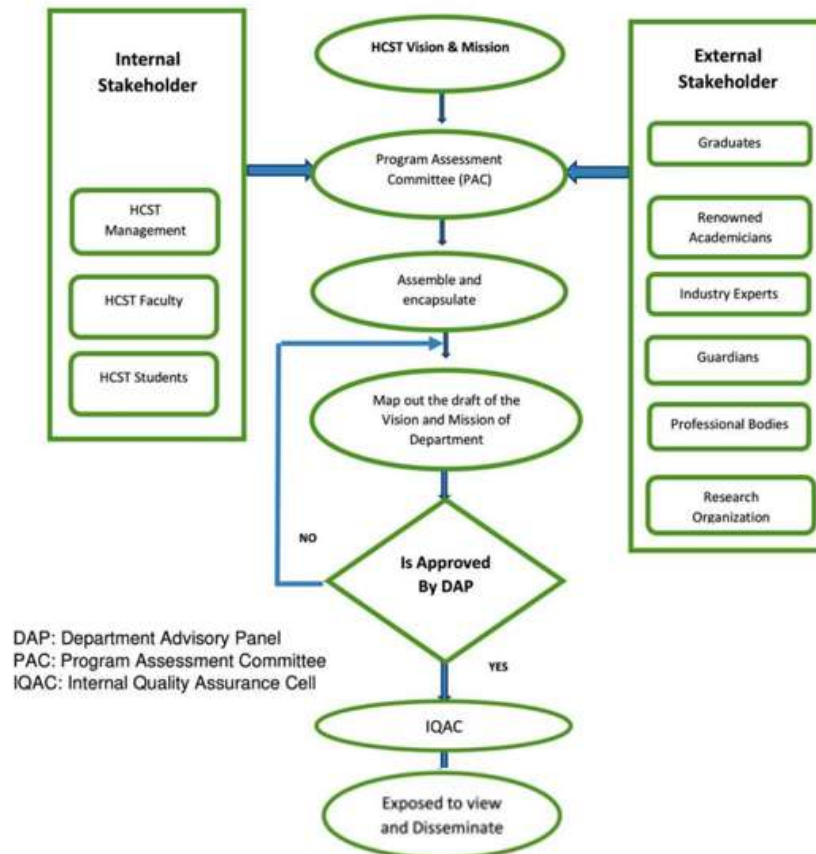 Internal
Stakeholder
HCST
Management
HCST Faculty
HCST Students
HCST Vision & Mission
Program Assessment
Committee (PAC)
Assemble and
encapsulate
Map out the draft of the
Vision and Mission of
Department
NO
Is Approved
By DAP
YES
IQAC
Exposed to view
and Disseminate
External
Stakeholder
Graduates
Renowned
Academicians
Industry Experts
Guardians
Professional Bodies
Research
Organization
DAP: Department Advisory Panel
PAC: Program Assessment Committee
IQAC: Internal Quality Assurance Cell